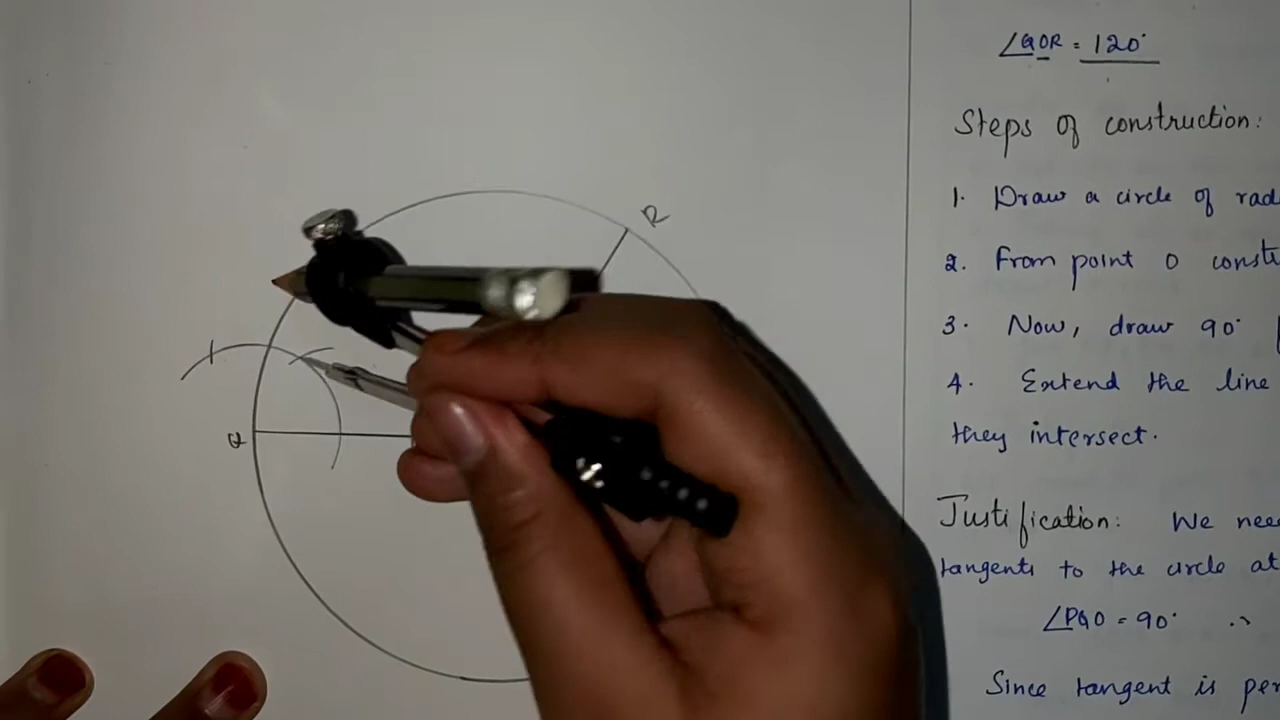 R
Q
∠QOR = 120°
Steps of construction:
1. Draw a circle of rad
2. From point O consti
3. Now, draw 90°
4. Extend the line
they intersect.
Justification: We nee
tangents to the circle at
∠PQO = 90° ∵
Since tangent is per